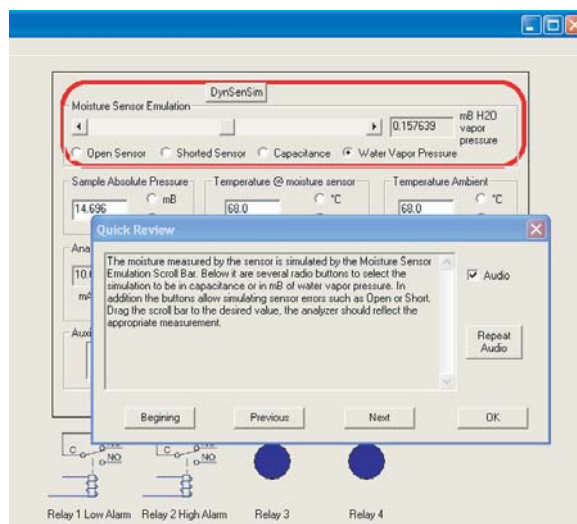 DynSenSim
Moisture Sensor Emulation
0.157639
mB H2O
vapor
pressure
Open Sensor Shorted Sensor Capacitance Water Vapor Pressure
Sample Absolute Pressure Temperature @ moisture sensor Temperature Ambient
mB °C °C
14.696 68.0 68.0
Quick Review
The moisture measured by the sensor is simulated by the Moisture Sensor
Emulation Scroll Bar. Below it are several radio buttons to select the
simulation to be in capacitance or in mB of water vapor pressure. In
addition the buttons allow simulating sensor errors such as Open or Short.
Drag the scroll bar to the desired value, the analyzer should reflect the
appropriate measurement.
Audio
Repeat
Audio
Begining Previous Next OK
Ana
10.
mA
Auxi
C NO C NO
NO NO
Relay 1 Low Alarm Relay 2 High Alarm Relay 3 Relay 4